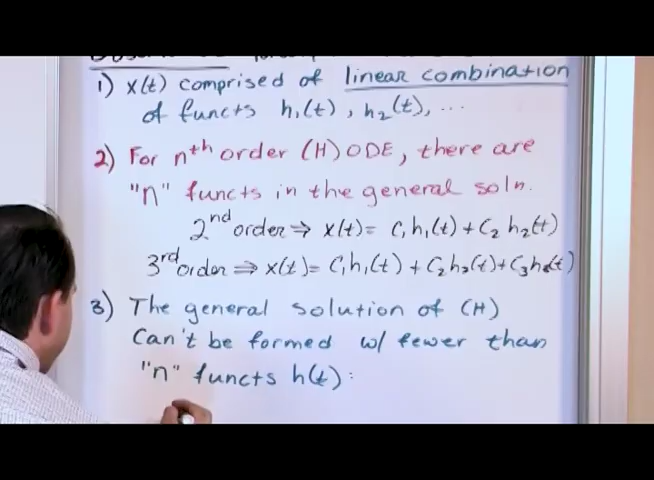 1) x(t) comprised of linear combination
of functs h₁(t), h₂(t), ...
2) For nth order (H) ODE, there are
"n" functs in the general soln.
2nd order ⇒ x(t) = C₁h₁(t) + C₂ h₂(t)
3rd order ⇒ x(t) = C₁h₁(t) + C₂h₂(t) + C₃h₃(t)
3) The general solution of (H)
Can't be formed w/ fewer than
"n" functs h(t):